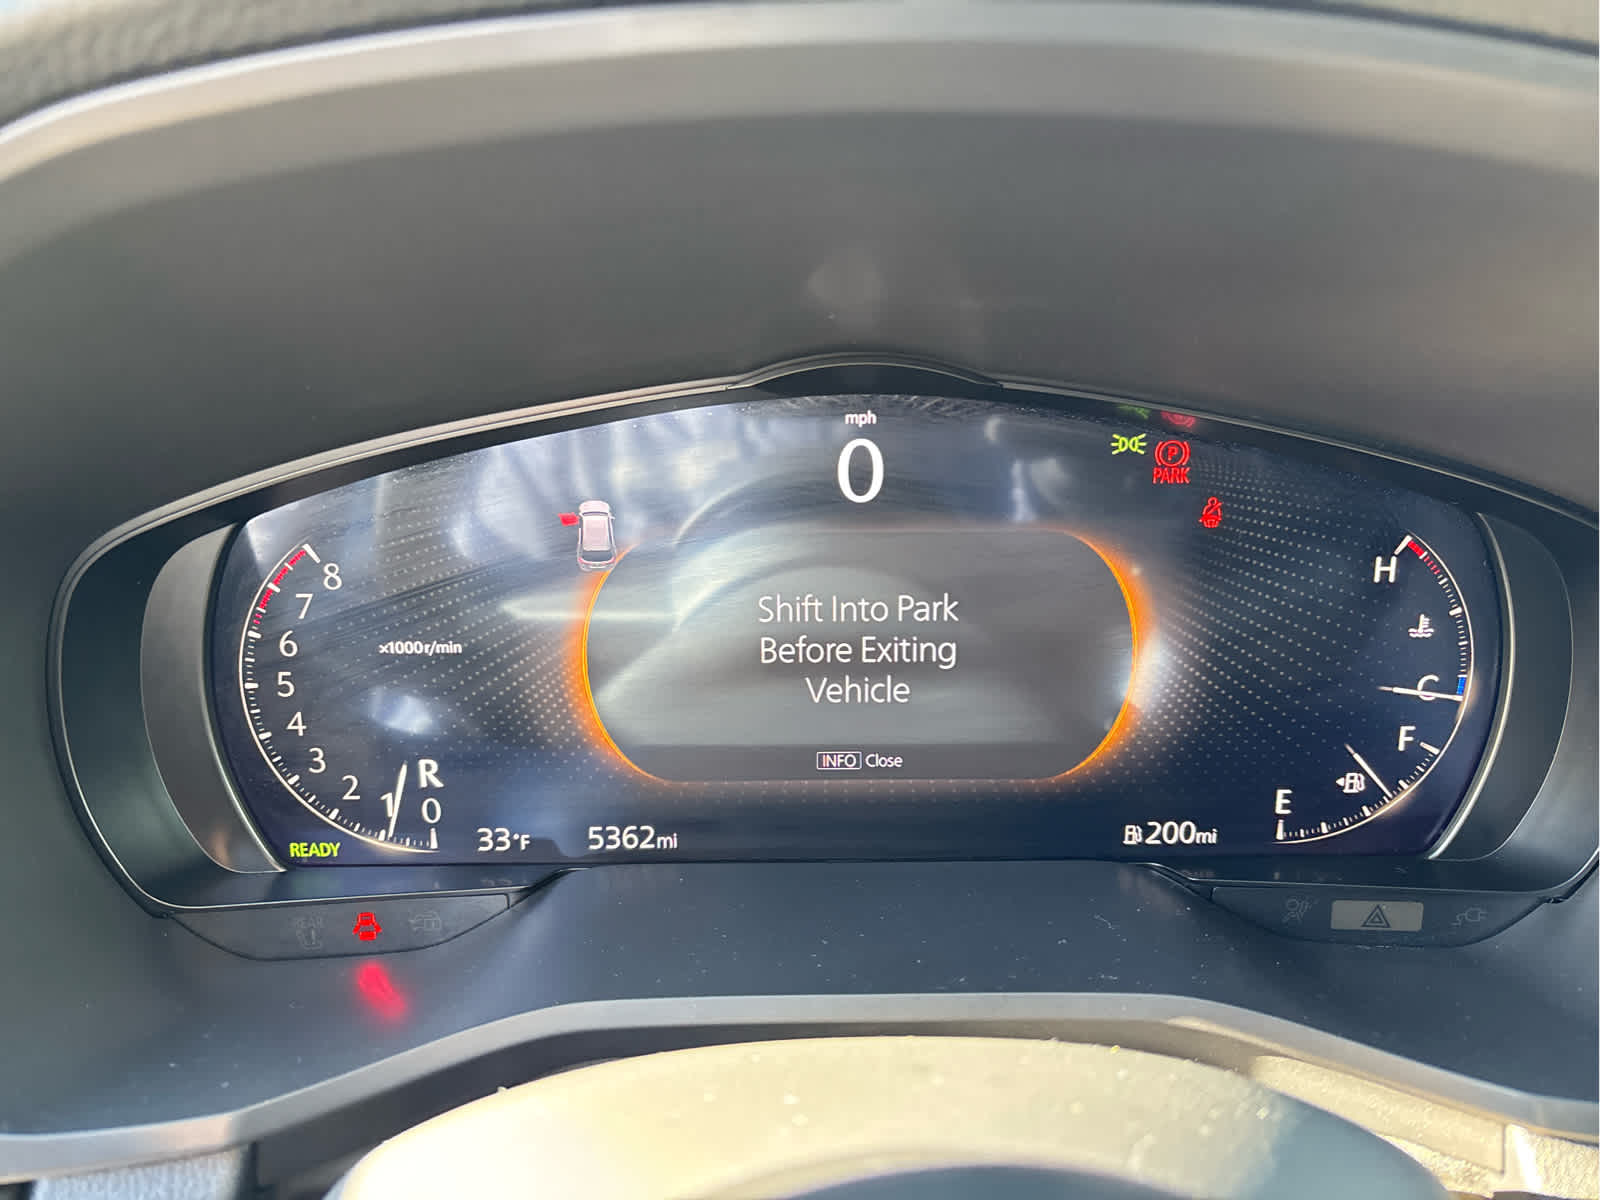 mph
0
PARK
8
7
6
5
4
3
2
1
0
x1000r/min
R
READY
33°F
5362mi
Shift Into Park
Before Exiting
Vehicle
INFO Close
200mi
H
C
F
E
REAR